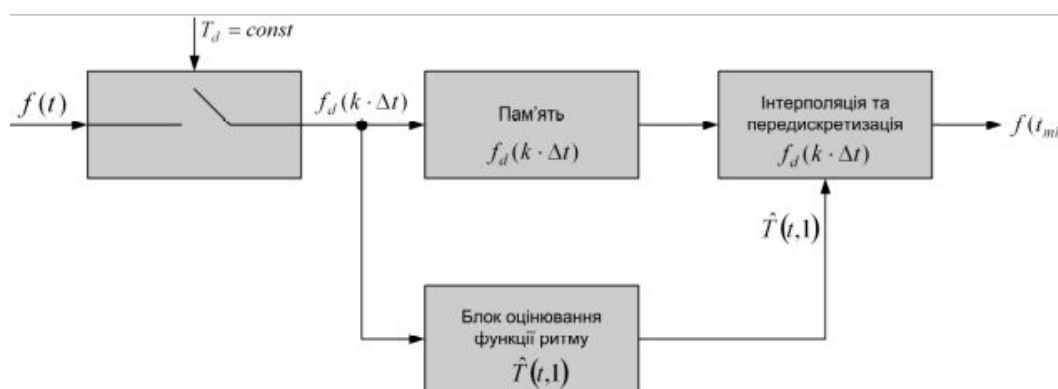 T_d = const
f(t)
f_d(k · Δt)
Пам'ять
f_d(k · Δt)
Інтерполяція та
передискретизація
f_d(k · Δt)
f(t_ml
T̂(t,1)
Блок оцінювання
функції ритму
T̂(t,1)